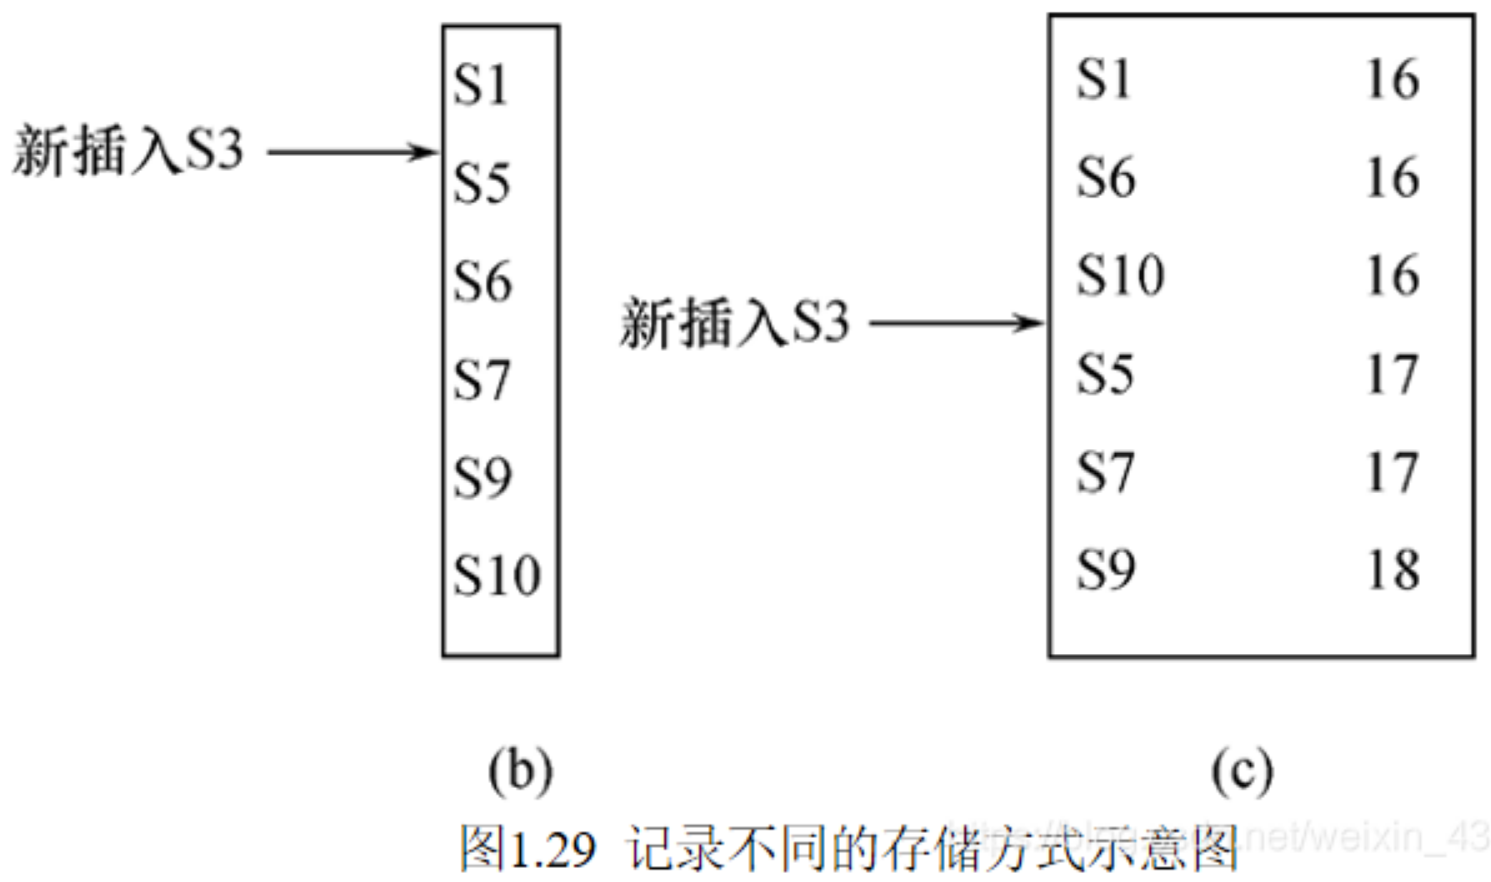 新插入S3
S1
S5
S6
S7
S9
S10
(b)
新插入S3
S1 16
S6 16
S10 16
S5 17
S7 17
S9 18
(c)
图1.29 记录不同的存储方式示意图
https://blog.csdn.net/weixin_43